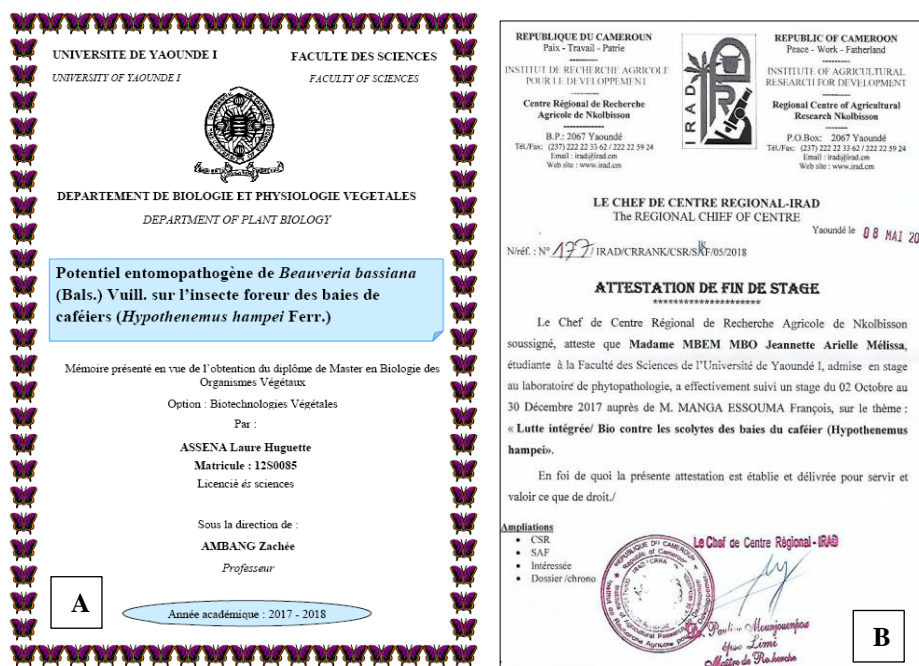 UNIVERSITE DE YAOUNDE I
FACULTE DES SCIENCES
UNIVERSITY OF YAOUNDE I
FACULTY OF SCIENCES
DEPARTEMENT DE BIOLOGIE ET PHYSIOLOGIE VEGETALES
DEPARTMENT OF PLANT BIOLOGY
Potentiel entomopathogène de Beauveria bassiana
(Bals.) Vuill. sur l’insecte foreur des baies de
caféiers (Hypothenemus hampei Ferr.)
Mémoire présenté en vue de l’obtention du diplôme de Master en Biologie des
Organismes Végétaux
Option : Biotechnologies Végétales
Par :
ASSENA Laure Huguette
Matricule : 12S0085
Licenciè és sciences
Sous la direction de :
AMBANG Zachée
Professeur
A
Année académique : 2017 - 2018
REPUBLIQUE DU CAMEROUN
Paix - Travail - Patrie
INSTITUT DE RECHERCHE AGRICOLE
POUR LE DEVELOPPEMENT
Centre Régional de Recherche
Agricole de Nkolbisson
B.P.: 2067 Yaoundé
Tél./Fax: (237) 222 22 33 62 / 222 22 59 24
Email : irad@irad.cm
Web site : www.irad.cm
IRAD
REPUBLIC OF CAMEROON
Peace - Work - Fatherland
INSTITUTE OF AGRICULTURAL
RESEARCH FOR DEVELOPMENT
Regional Centre of Agricultural
Research Nkolbisson
P.O.Box: 2067 Yaoundé
Tél./Fax: (237) 222 22 33 62 / 222 22 59 24
Email : irad@irad.cm
Web site : www.irad.cm
LE CHEF DE CENTRE REGIONAL-IRAD
The REGIONAL CHIEF OF CENTRE
Yaoundé le 08 MAI 20
N/réf. : N° 177/ IRAD/CRRANK/CSR/SAF/05/2018
ATTESTATION DE FIN DE STAGE
*********************
Le Chef de Centre Régional de Recherche Agricole de Nkolbisson
soussigné, atteste que Madame MBEM MBO Jeannette Arielle Mélissa,
étudiante à la Faculté des Sciences de l’Université de Yaoundé I, admise en stage
au laboratoire de phytopathologie, a effectivement suivi un stage du 02 Octobre au
30 Décembre 2017 auprès de M. MANGA ESSOUMA François, sur le thème :
« Lutte intégrée/ Bio contre les scolytes des baies du caféier (Hypothenemus
hampei».
En foi de quoi la présente attestation est établie et délivrée pour servir et
valoir ce que de droit./
Ampliations
• CSR
• SAF
• Intéressée
• Dossier /chrono
Le Chef de Centre Régional - IRAD
REPUBLIQUE DU CAMEROUN
Republic of Cameroon
Dr. Pauline Mounjouenpou
épse Limi
Maître de Recherche
B